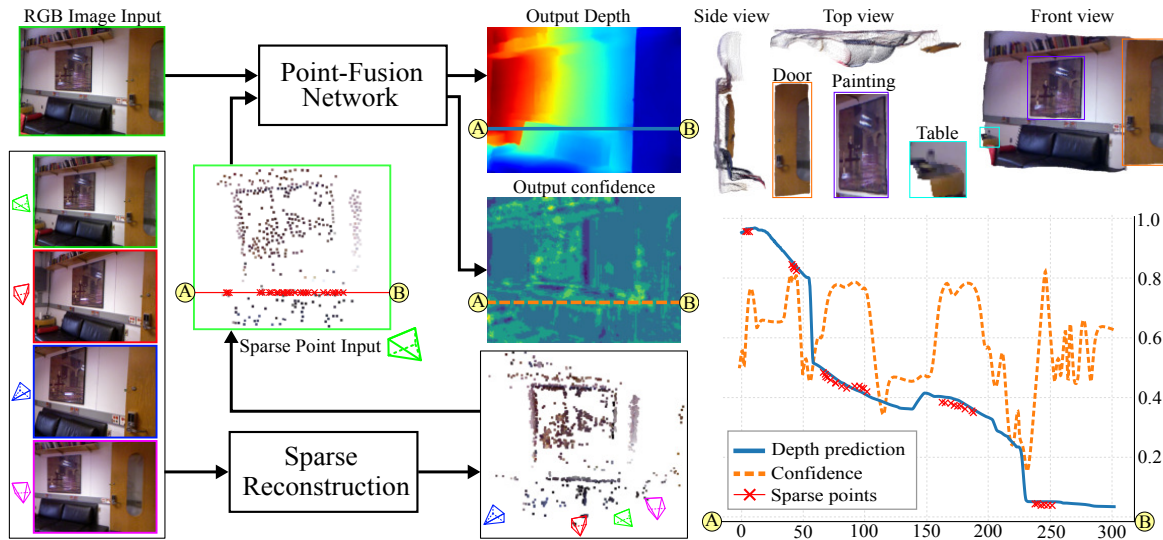 RGB Image Input
Output Depth
Side view
Top view
Front view
Point-Fusion
Network
Door
Painting
Table
A
B
Output confidence
A
B
A
B
Sparse Point Input
Sparse
Reconstruction
1.0
0.8
0.6
0.4
0.2
Depth prediction
Confidence
Sparse points
A
0
50
100
150
200
250
300
B